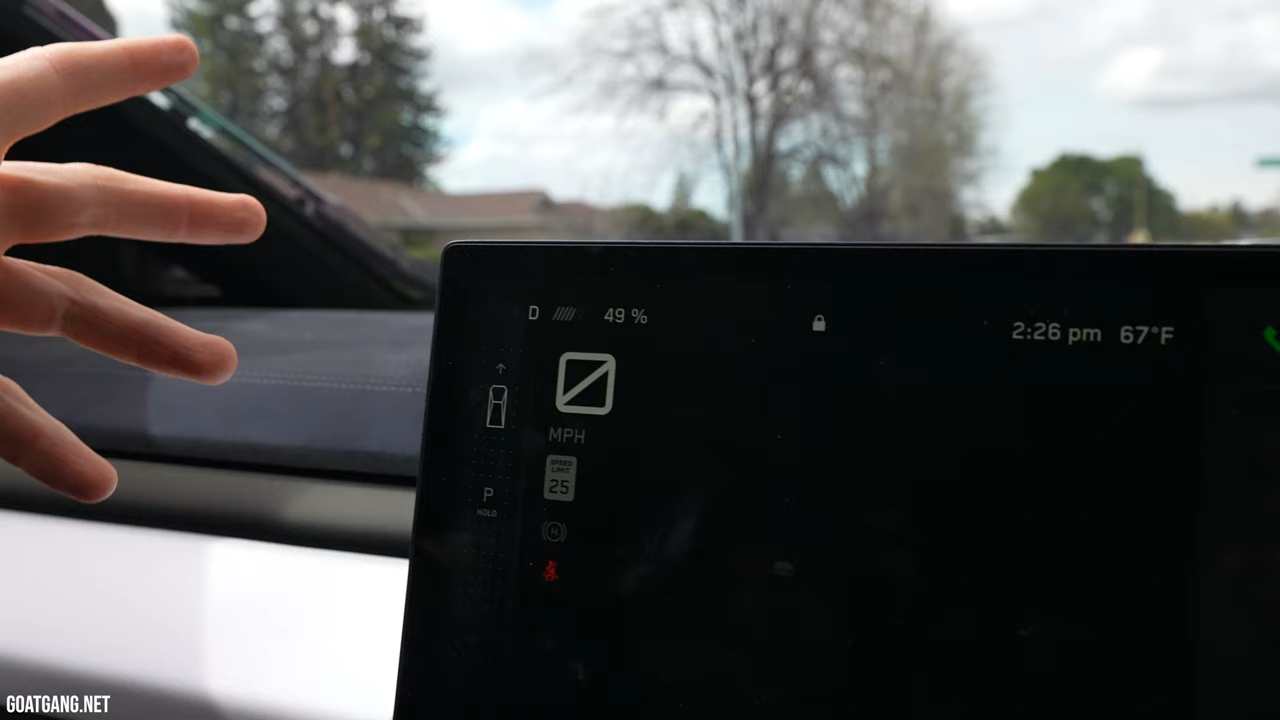 D 49 %
2:26 pm 67°F
MPH
SPEED
LIMIT
25
P
HOLD
H
GOATGANG.NET